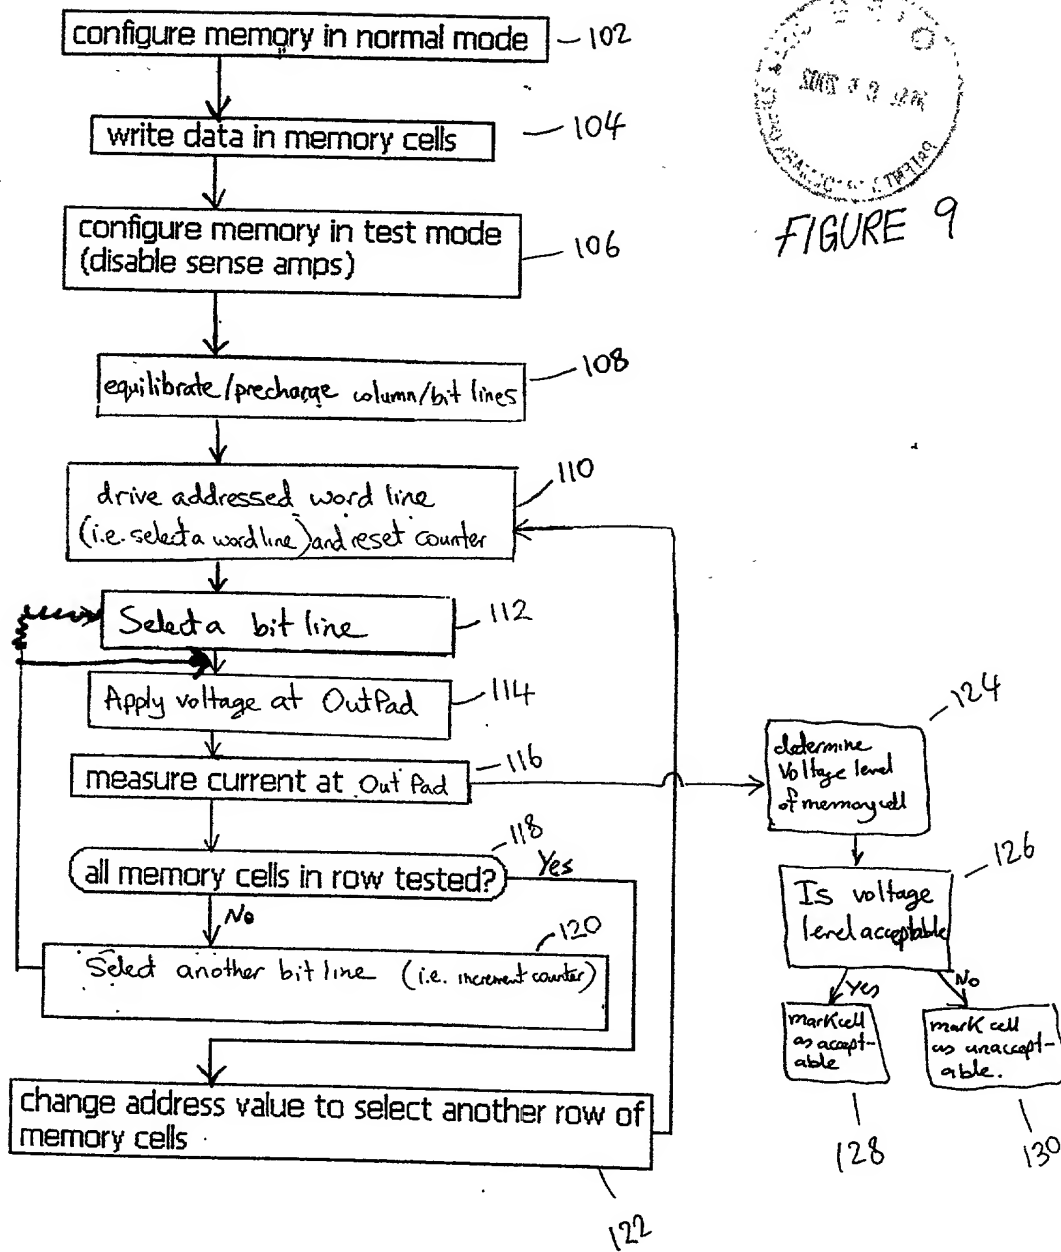 configure memory in normal mode
102
write data in memory cells
104
FIGURE 9
configure memory in test mode
(disable sense amps)
106
equilibrate/precharge column/bit lines
108
drive addressed word line
(i.e. select a word line) and reset counter
110
Select a bit line
112
Apply voltage at OutPad
114
measure current at Out Pad
116
all memory cells in row tested?
118
Yes
No
Select another bit line (i.e. increment counter)
120
change address value to select another row of
memory cells
122
determine
Voltage level
of memory cell
124
Is voltage
level acceptable
126
Yes
No
mark cell
as accept-
able
128
mark cell
as unaccept-
able.
130